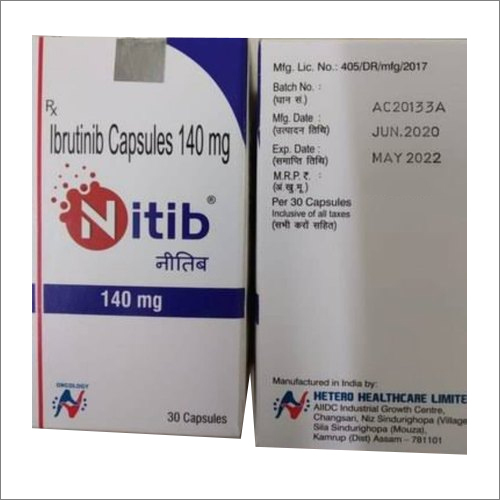 Rx
Ibrutinib Capsules 140 mg
Nitib®
नीतिब
140 mg
ONCOLOGY
30 Capsules
Mfg. Lic. No.: 405/DR/mfg/2017
Batch No. :
(घान सं.)
AC20133A
Mfg. Date :
(उत्पादन तिथि)
JUN.2020
Exp. Date :
(समाप्ति तिथि)
MAY 2022
M.R.P. ₹. :
(अं.खु.मू.)
Per 30 Capsules
Inclusive of all taxes
(सभी करों सहित)
Manufactured in India by:
HETERO HEALTHCARE LIMITE
AIIDC Industrial Growth Centre,
Changsari, Niz Sindurighopa (Village
Sila Sindurighopa (Mouza),
Kamrup (Dist) Assam – 781101